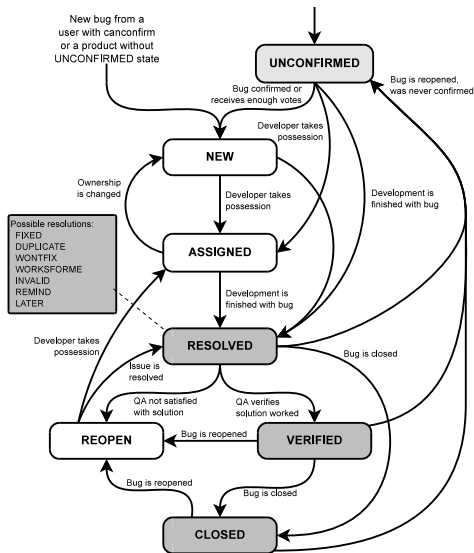 New bug from a
user with canconfirm
or a product without
UNCONFIRMED state
UNCONFIRMED
Bug confirmed or
receives enough votes
Bug is reopened,
was never confirmed
Developer takes
possession
NEW
Ownership
is changed
Developer takes
possession
Development is
finished with bug
Possible resolutions:
FIXED
DUPLICATE
WONTFIX
WORKSFORME
INVALID
REMIND
LATER
ASSIGNED
Development is
finished with bug
Developer takes
possession
RESOLVED
Issue is
resolved
Bug is closed
QA not satisfied
with solution
QA verifies
solution worked
REOPEN
Bug is reopened
VERIFIED
Bug is reopened
Bug is closed
CLOSED